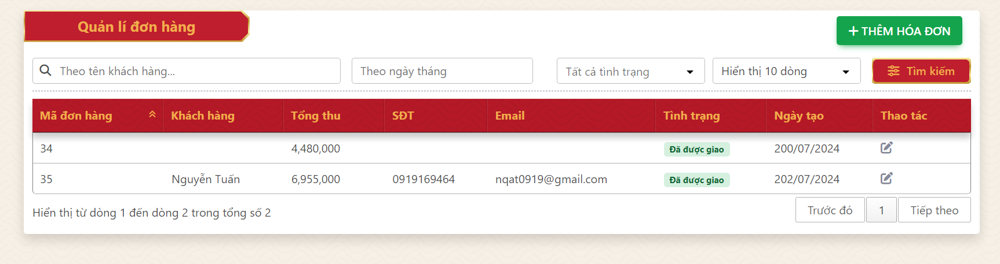 Quản lí đơn hàng
THÊM HÓA ĐƠN
Theo tên khách hàng... Theo ngày tháng Tất cả tình trạng Hiển thị 10 dòng Tìm kiếm
Mã đơn hàng Khách hàng Tổng thu SĐT Email Tình trạng Ngày tạo Thao tác
34 4,480,000 Đã được giao 200/07/2024
35 Nguyễn Tuấn 6,955,000 0919169464 nqat0919@gmail.com Đã được giao 202/07/2024
Hiển thị từ dòng 1 đến dòng 2 trong tổng số 2 Trước đó 1 Tiếp theo